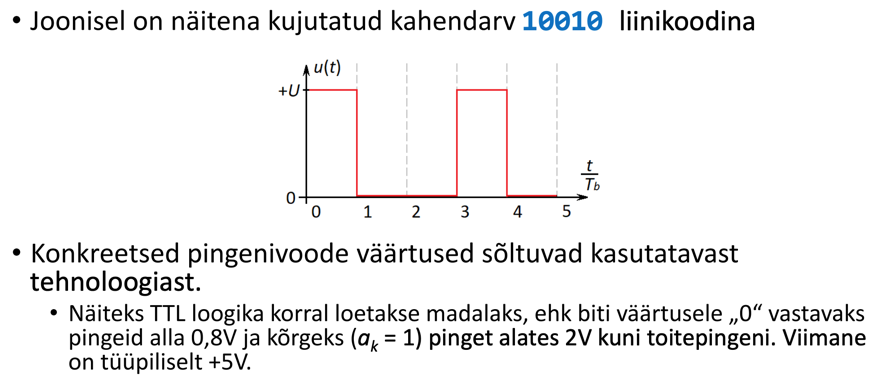 • Joonisel on näitena kujutatud kahendarv 10010 liinikoodina
u(t)
+U
t
T_b
0
0 1 2 3 4 5
• Konkreetsed pingenivoode väärtused sõltuvad kasutatavast
tehnoloogiast.
• Näiteks TTL loogika korral loetakse madalaks, ehk biti väärtusele „0“ vastavaks
pingeid alla 0,8V ja kõrgeks (a_k = 1) pinget alates 2V kuni toitepingeni. Viimane
on tüüpiliselt +5V.